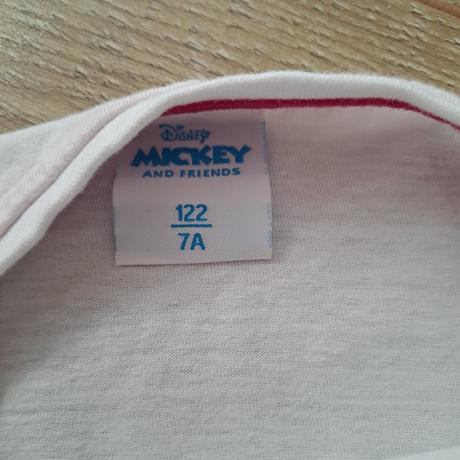 DISNEY
MICKEY
AND FRIENDS
122
7A